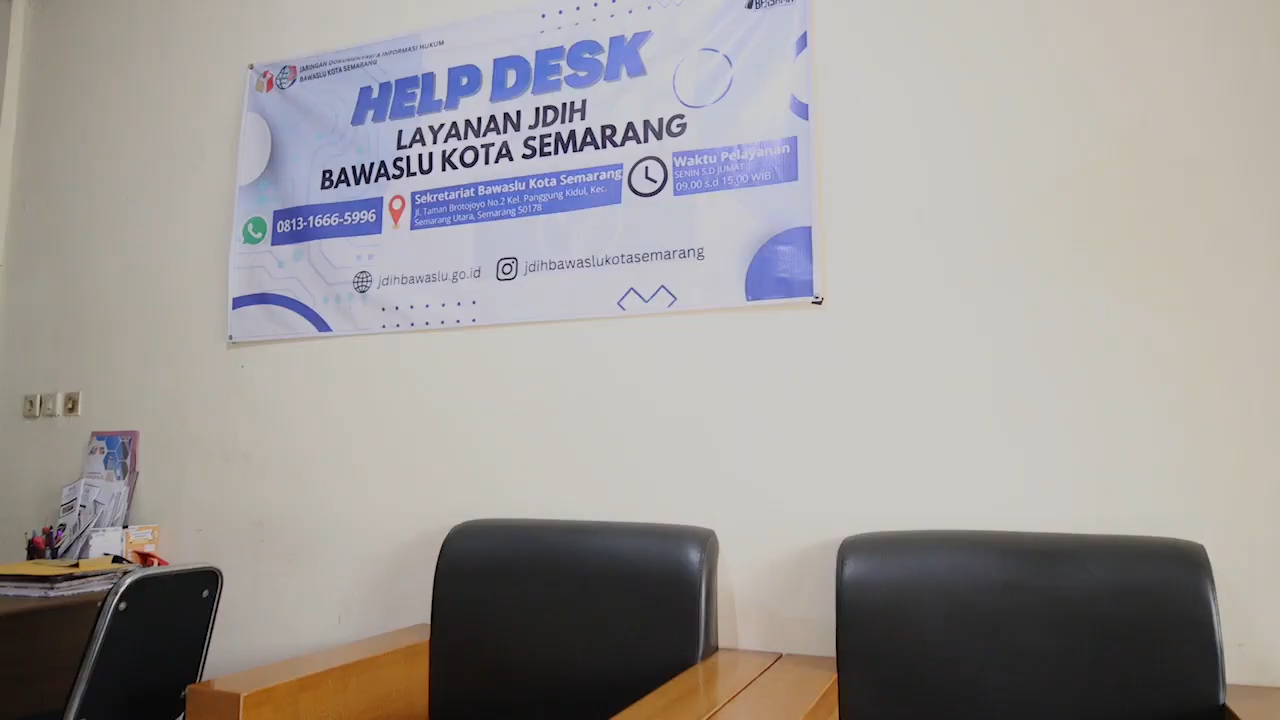 JARINGAN DOKUMENTASI & INFORMASI HUKUM
BAWASLU KOTA SEMARANG
HELP DESK
LAYANAN JDIH
BAWASLU KOTA SEMARANG
0813-1666-5996
Sekretariat Bawaslu Kota Semarang
Jl. Taman Brotojoyo No.2 Kel. Panggung Kidul, Kec.
Semarang Utara, Semarang 50178
Waktu Pelayanan
SENIN S.D JUMAT
09.00 s.d 15.00 WIB
jdihbawaslu.go.id
jdihbawaslukotasemarang